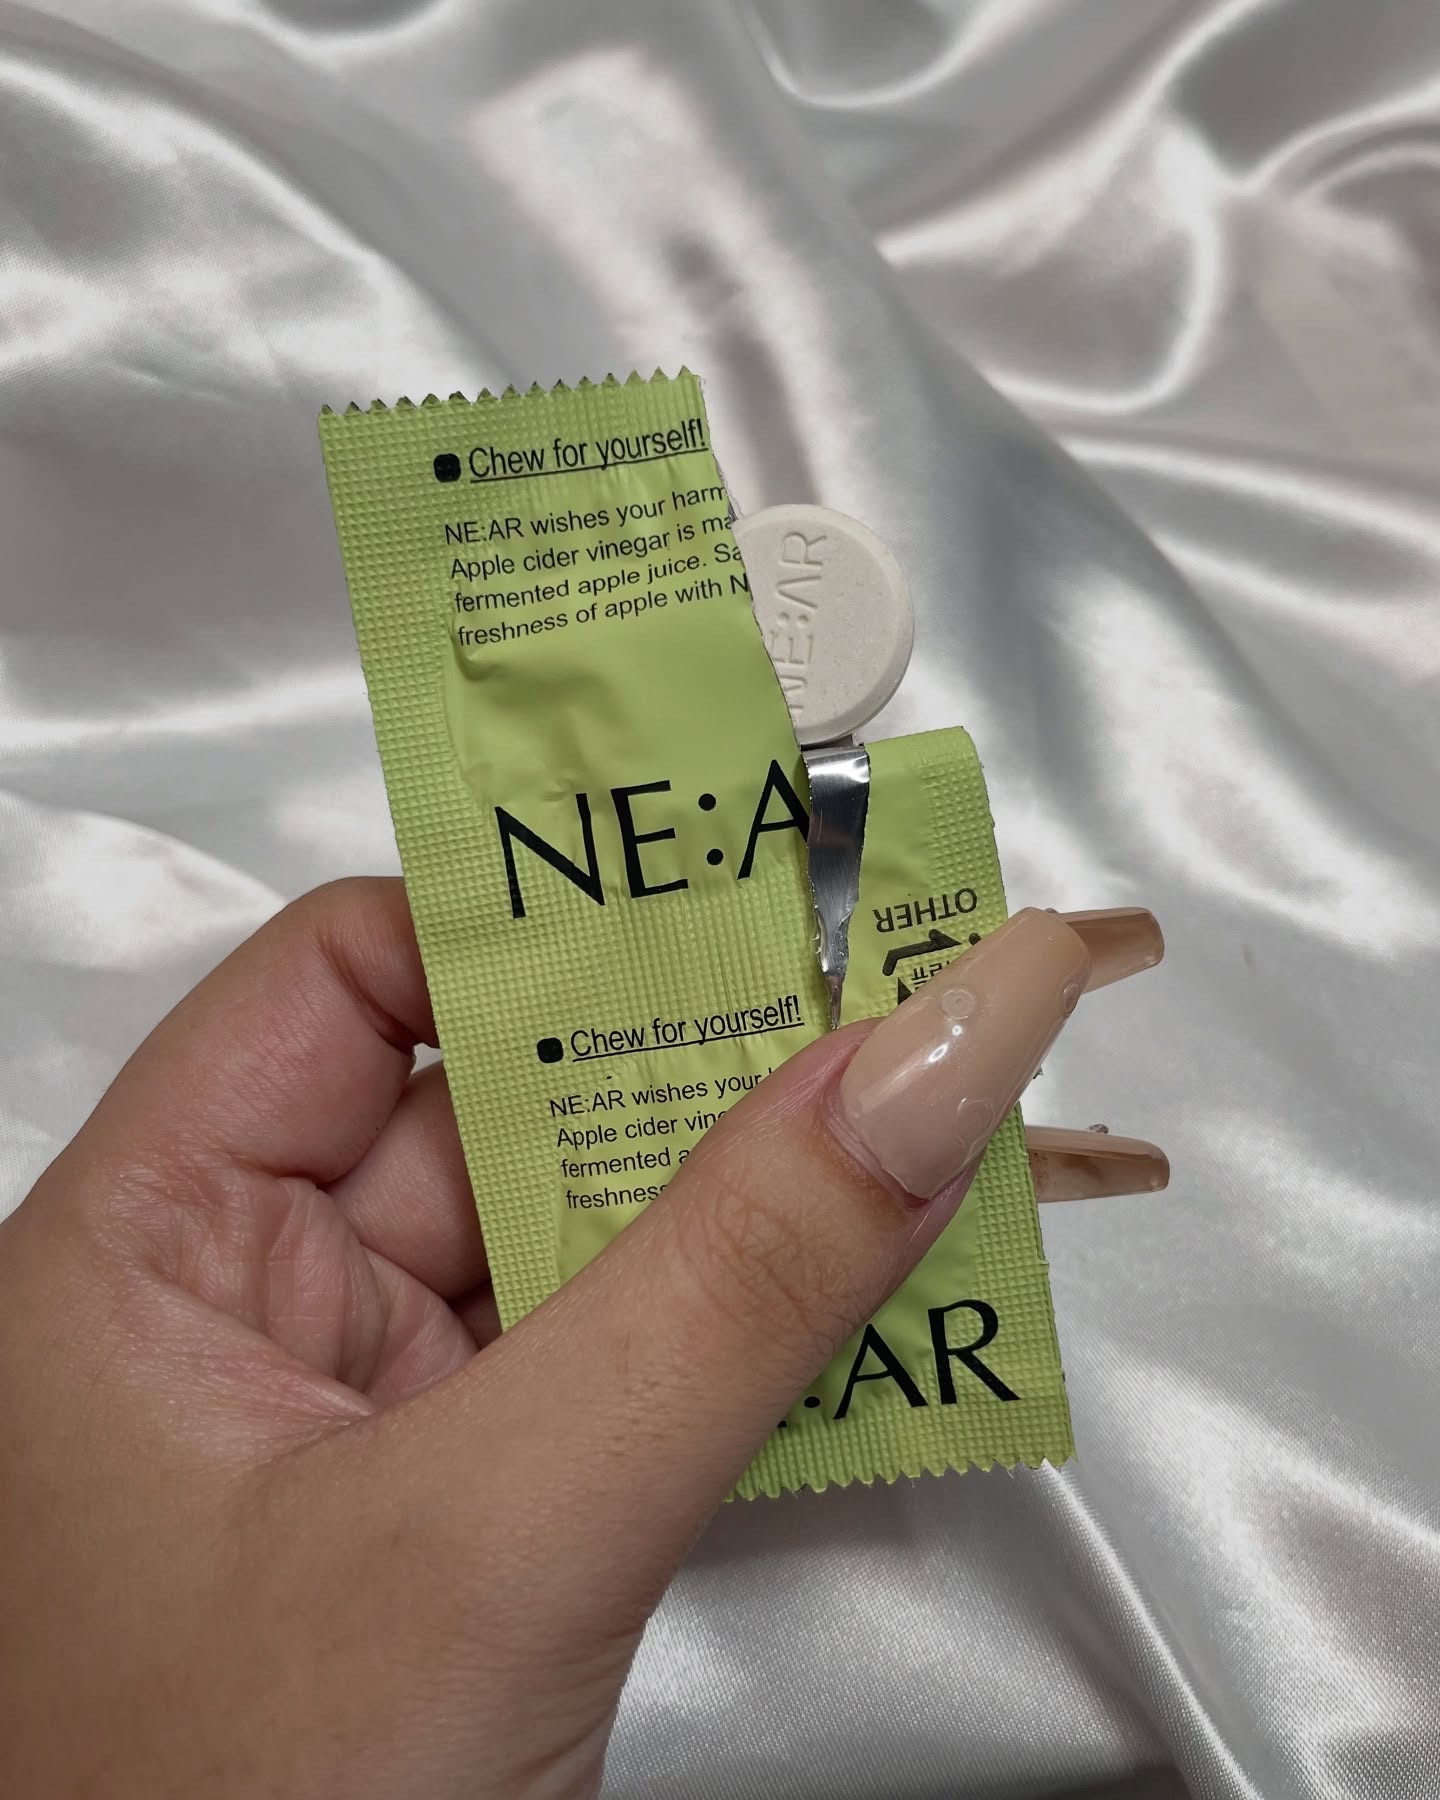 Chew for yourself!
NE:AR wishes your harm
Apple cider vinegar is ma
fermented apple juice. Sa
freshness of apple with N
NE:AR
NE:A
OTHER
Chew for yourself!
NE:AR wishes your
Apple cider vine
fermented a
freshness
:AR